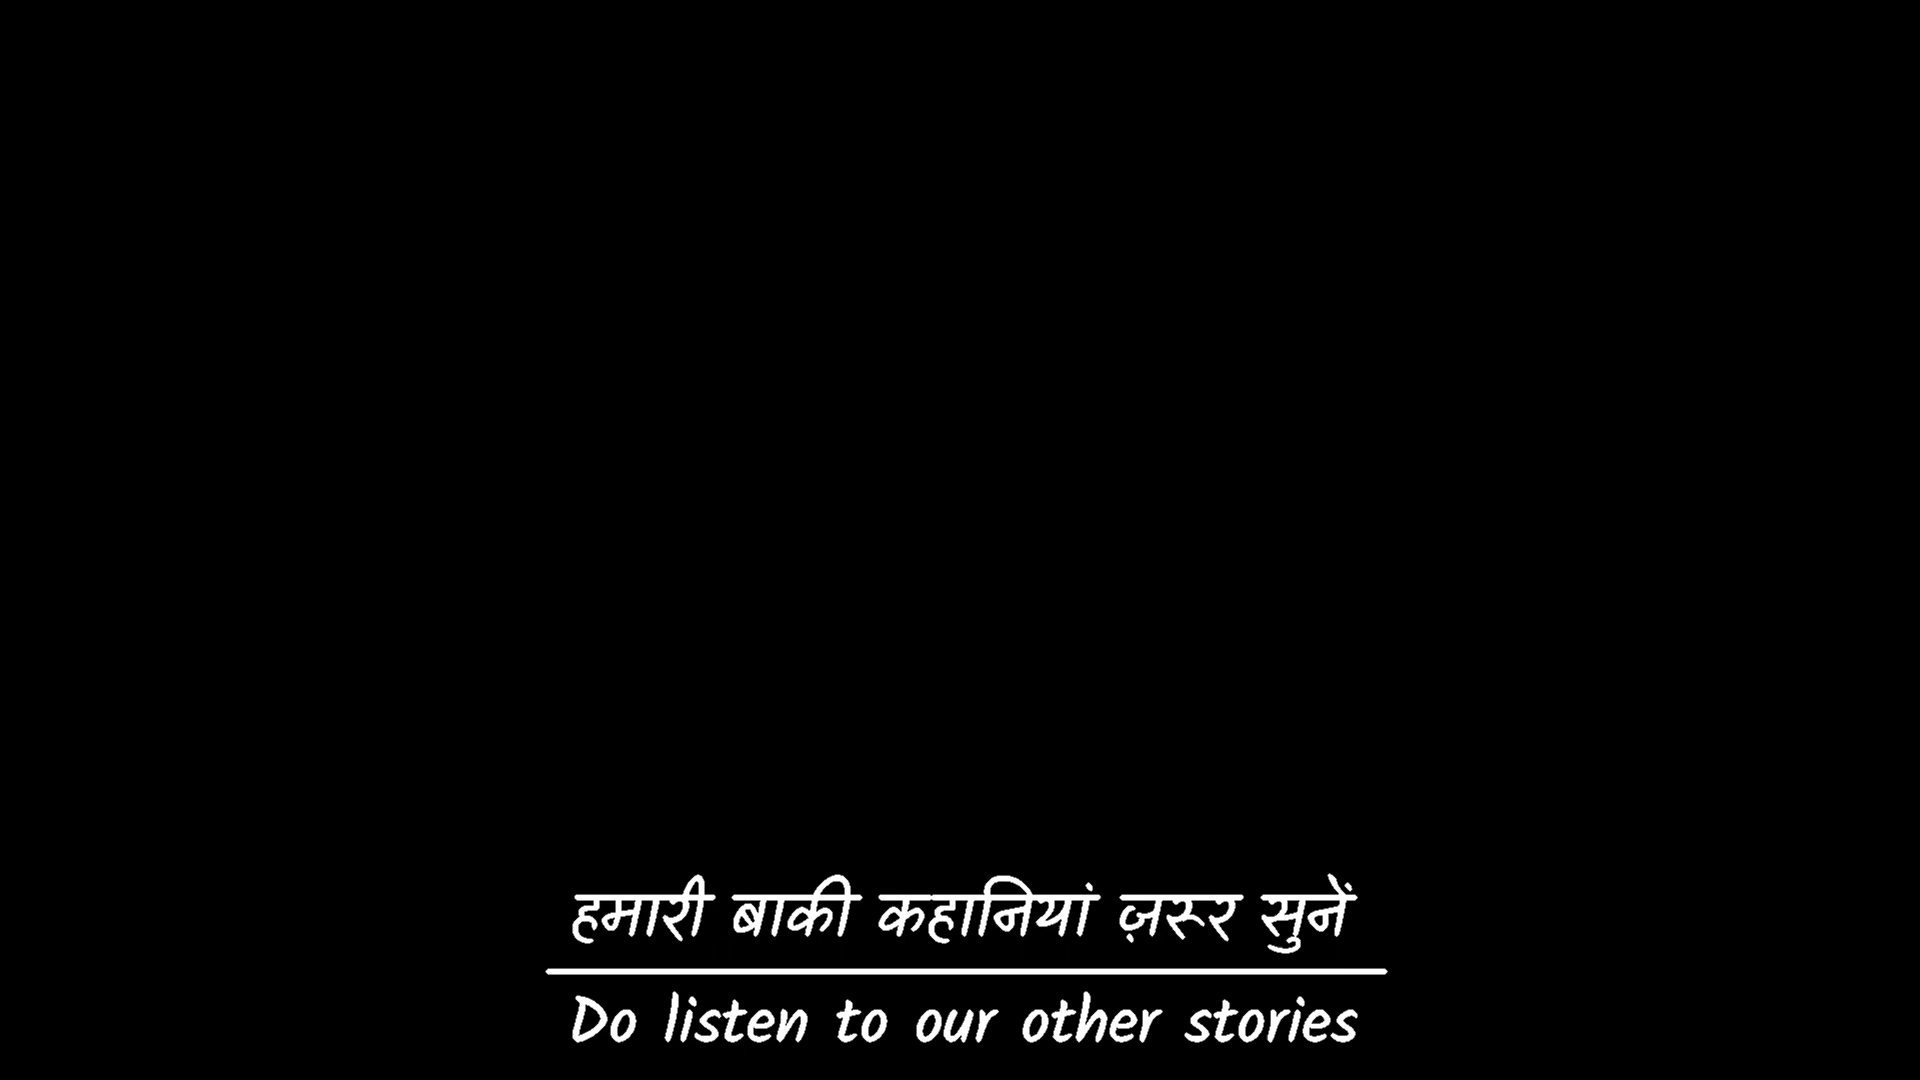 हमारी बाकी कहानियां ज़रूर सुनें
Do listen to our other stories